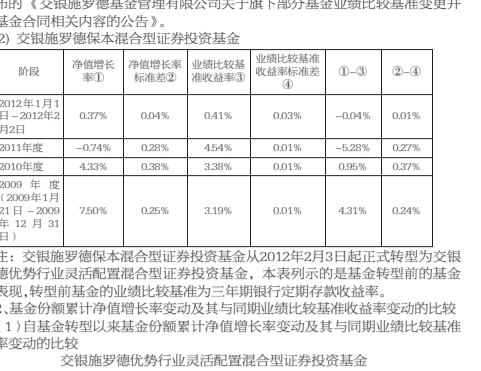 币的《交银施罗德基金管理有限公司关于旗下部分基金业绩比较基准变更并
基金合同相关内容的公告》。
2) 交银施罗德保本混合型证券投资基金
阶段 净值增长率① 净值增长率标准差② 业绩比较基准收益率③ 业绩比较基准收益率标准差④ ①-③ ②-④
2012年1月1日-2012年2月2日 0.37% 0.04% 0.41% 0.03% -0.04% 0.01%
2011年度 -0.74% 0.28% 4.54% 0.01% -5.28% 0.27%
2010年度 4.33% 0.38% 3.38% 0.01% 0.95% 0.37%
2009年度(2009年1月21日-2009年12月31日) 7.50% 0.25% 3.19% 0.01% 4.31% 0.24%
注：交银施罗德保本混合型证券投资基金从2012年2月3日起正式转型为交银
德优势行业灵活配置混合型证券投资基金，本表列示的是基金转型前的基金
表现,转型前基金的业绩比较基准为三年期银行定期存款收益率。
2.基金份额累计净值增长率变动及其与同期业绩比较基准收益率变动的比较
(1)自基金转型以来基金份额累计净值增长率变动及其与同期业绩比较基准
率变动的比较
交银施罗德优势行业灵活配置混合型证券投资基金